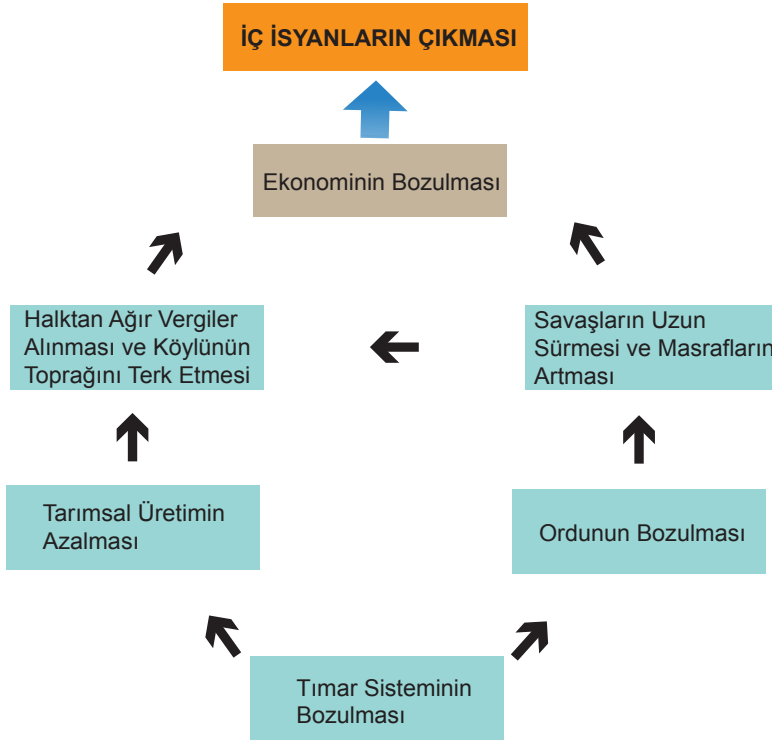 İÇ İSYANLARIN ÇIKMASI
Ekonominin Bozulması
Halktan Ağır Vergiler
Alınması ve Köylünün
Toprağını Terk Etmesi
Savaşların Uzun
Sürmesi ve Masrafların
Artması
Tarımsal Üretimin
Azalması
Ordunun Bozulması
Tımar Sisteminin
Bozulması